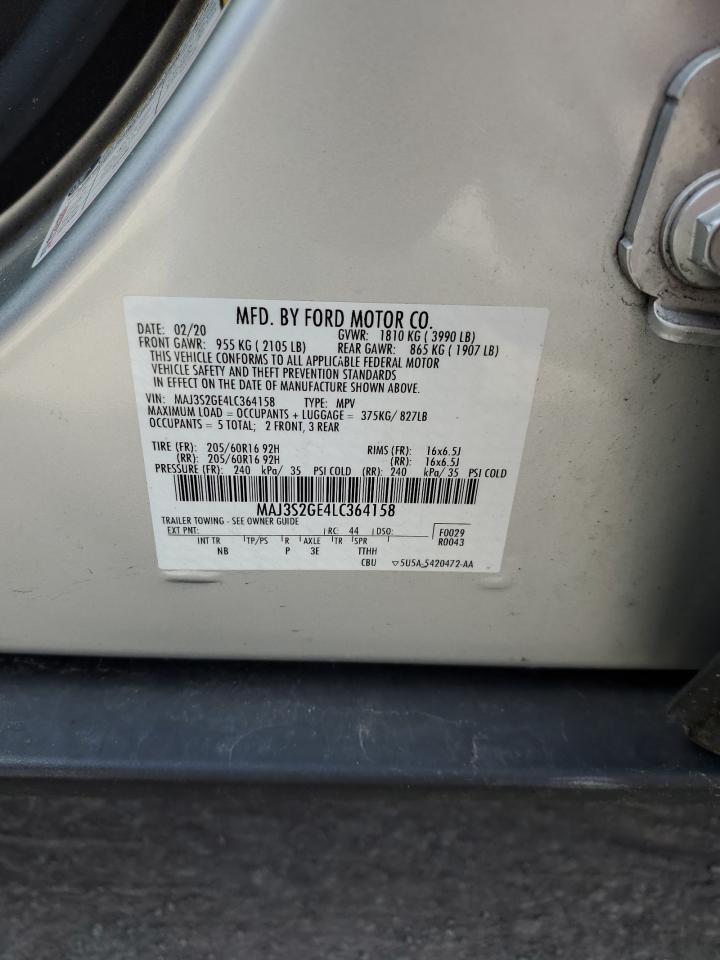 MFD. BY FORD MOTOR CO.
DATE: 02/20 GVWR: 1810 KG ( 3990 LB)
FRONT GAWR: 955 KG ( 2105 LB) REAR GAWR: 865 KG ( 1907 LB)
THIS VEHICLE CONFORMS TO ALL APPLICABLE FEDERAL MOTOR
VEHICLE SAFETY AND THEFT PREVENTION STANDARDS
IN EFFECT ON THE DATE OF MANUFACTURE SHOWN ABOVE.
VIN: MAJ3S2GE4LC364158 TYPE: MPV
MAXIMUM LOAD = OCCUPANTS + LUGGAGE = 375KG/ 827LB
OCCUPANTS = 5 TOTAL; 2 FRONT, 3 REAR
TIRE (FR): 205/60R16 92H RIMS (FR): 16x6.5J
(RR): 205/60R16 92H (RR): 16x6.5J
PRESSURE (FR): 240 kPa/ 35 PSI COLD (RR): 240 kPa/ 35 PSI COLD
MAJ3S2GE4LC364158
TRAILER TOWING - SEE OWNER GUIDE
EXT PNT: RC: 44 DSO: F0029
INT TR TP/PS R AXLE TR SPR R0043
NB P 3E TTHH
CBU ▽5U5A-5420472-AA